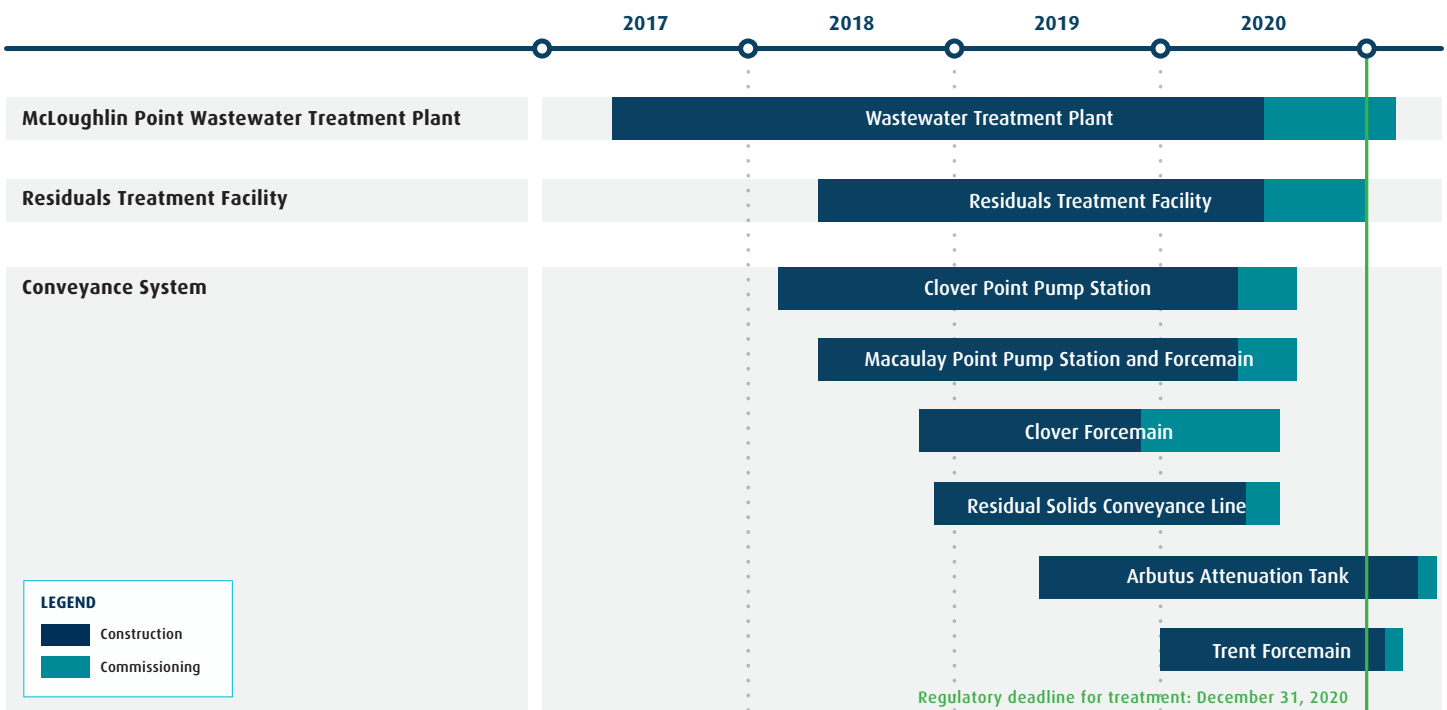 2017 2018 2019 2020
McLoughlin Point Wastewater Treatment Plant
Wastewater Treatment Plant
Residuals Treatment Facility
Residuals Treatment Facility
Conveyance System
Clover Point Pump Station
Macaulay Point Pump Station and Forcemain
Clover Forcemain
Residual Solids Conveyance Line
Arbutus Attenuation Tank
Trent Forcemain
LEGEND
Construction
Commissioning
Regulatory deadline for treatment: December 31, 2020